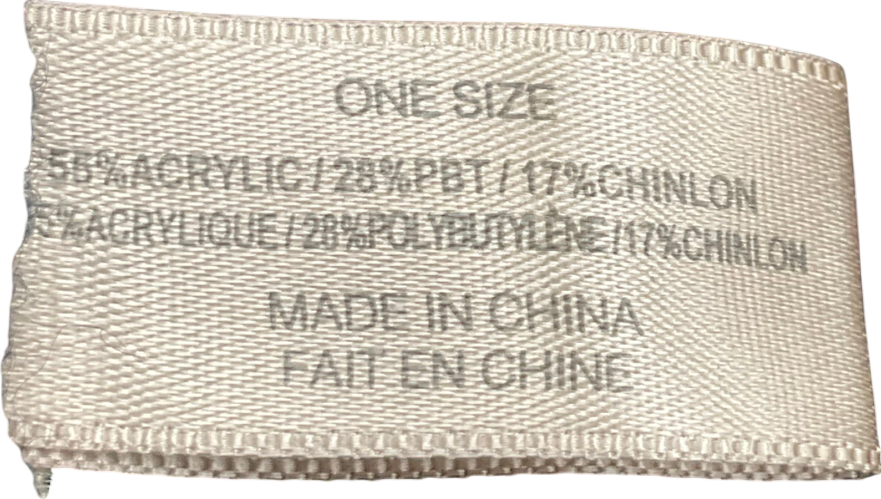 ONE SIZE
55%ACRYLIC / 28%PBT / 17%CHINLON
5%ACRYLIQUE / 28%POLYBUTYLÈNE /17%CHINLON
MADE IN CHINA
FAIT EN CHINE